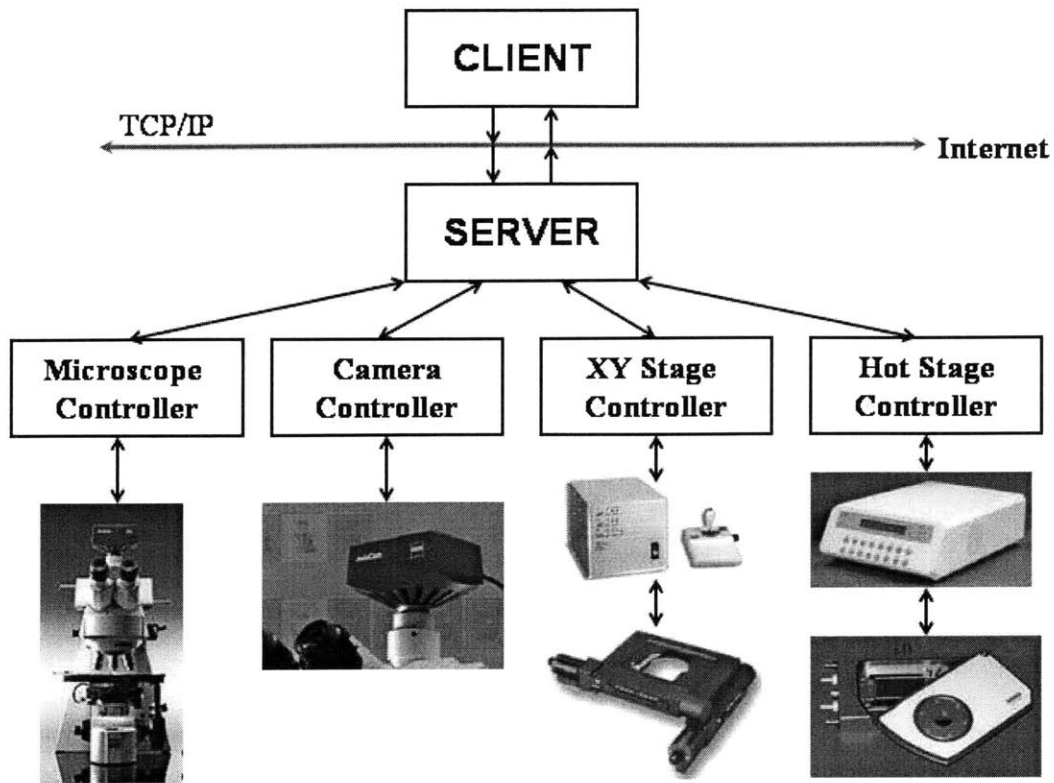 CLIENT
TCP/IP
Internet
SERVER
Microscope
Controller
Camera
Controller
XY Stage
Controller
Hot Stage
Controller